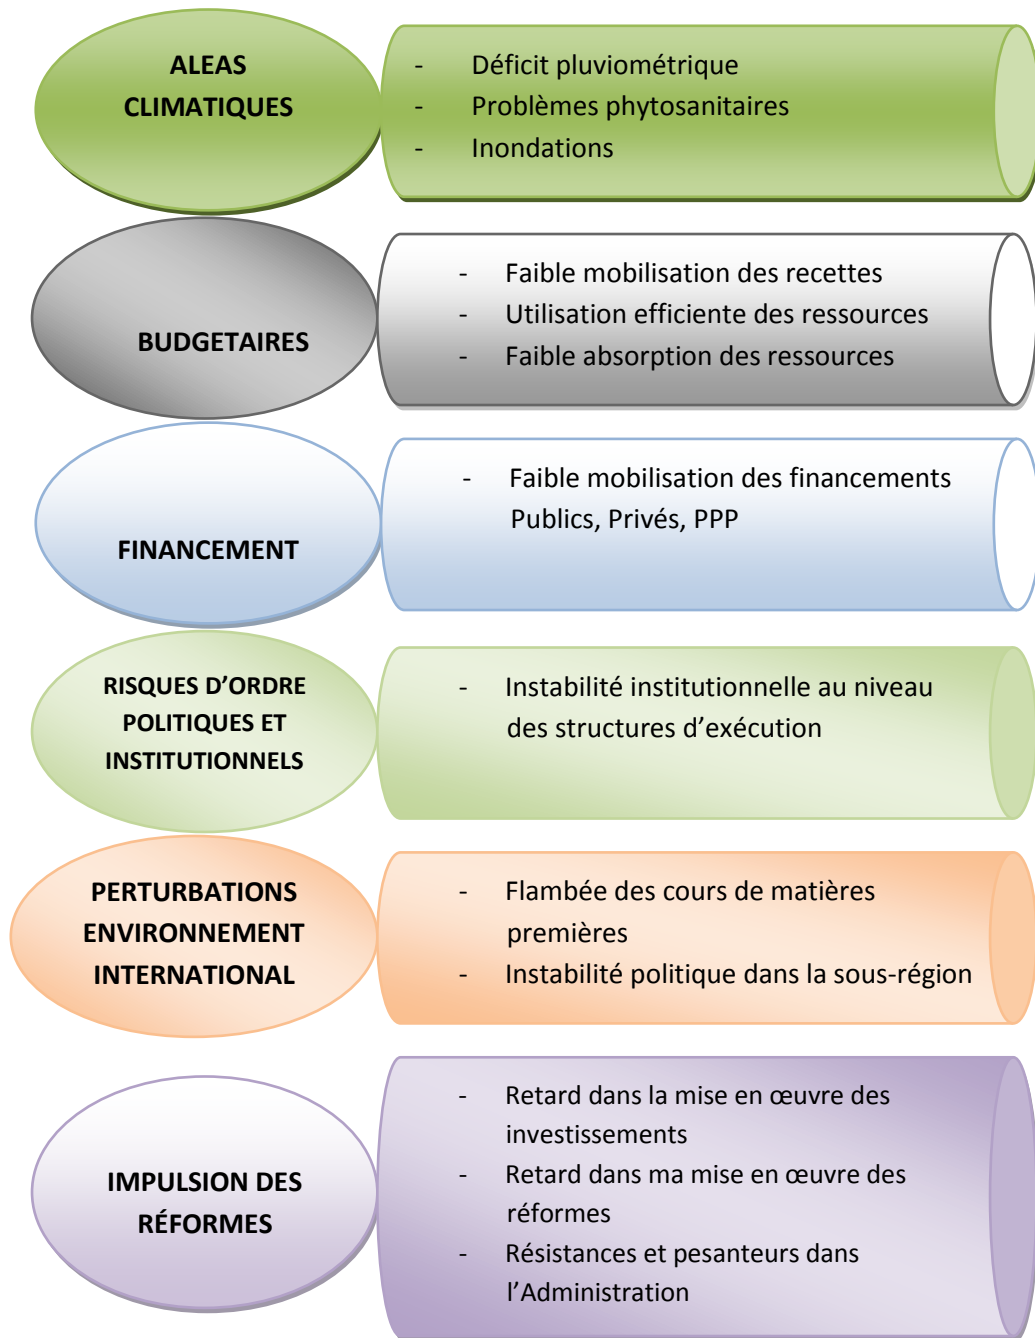 ALEAS
CLIMATIQUES
- Déficit pluviométrique
- Problèmes phytosanitaires
- Inondations
BUDGETAIRES
- Faible mobilisation des recettes
- Utilisation efficiente des ressources
- Faible absorption des ressources
FINANCEMENT
- Faible mobilisation des financements
Publics, Privés, PPP
RISQUES D’ORDRE
POLITIQUES ET
INSTITUTIONNELS
- Instabilité institutionnelle au niveau
des structures d’exécution
PERTURBATIONS
ENVIRONNEMENT
INTERNATIONAL
- Flambée des cours de matières
premières
- Instabilité politique dans la sous-région
IMPULSION DES
RÉFORMES
- Retard dans la mise en œuvre des
investissements
- Retard dans ma mise en œuvre des
réformes
- Résistances et pesanteurs dans
l’Administration